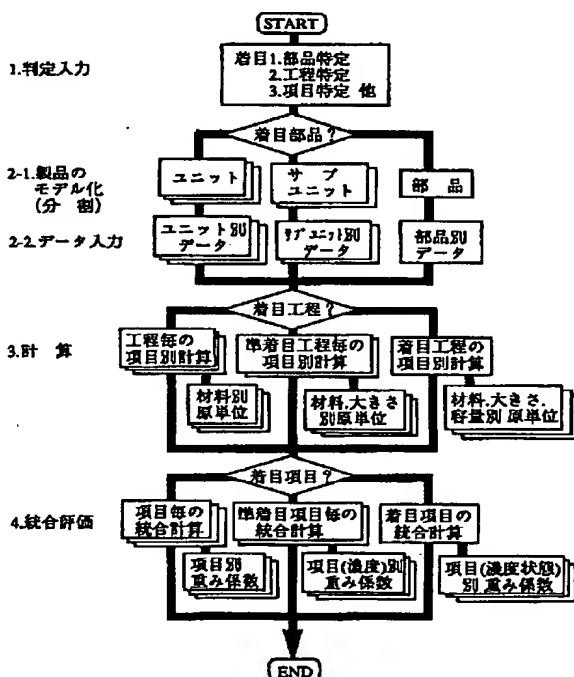 START
1.判定入力
着目1.部品特定
2.工程特定
3.項目特定 他
着目部品?
2-1.製品の
モデル化
(分 割)
ユニット
サ ブ
ユニット
部 品
2-2.データ入力
ユニット別
データ
サブユニット別
データ
部品別
データ
着目工程?
3.計 算
工程毎の
項目別計算
準着目工程毎の
項目別計算
着目工程の
項目別計算
材料別
原単位
材料.大きさ
別原単位
材料.大きさ.
容量別 原単位
着目項目?
4.統合評価
項目毎の
統合計算
準着目項目毎の
統合計算
着目項目の
統合計算
項目別
重み係数
項目(濃度)別
重み係数
項目(濃度状態)
別 重み係数
END